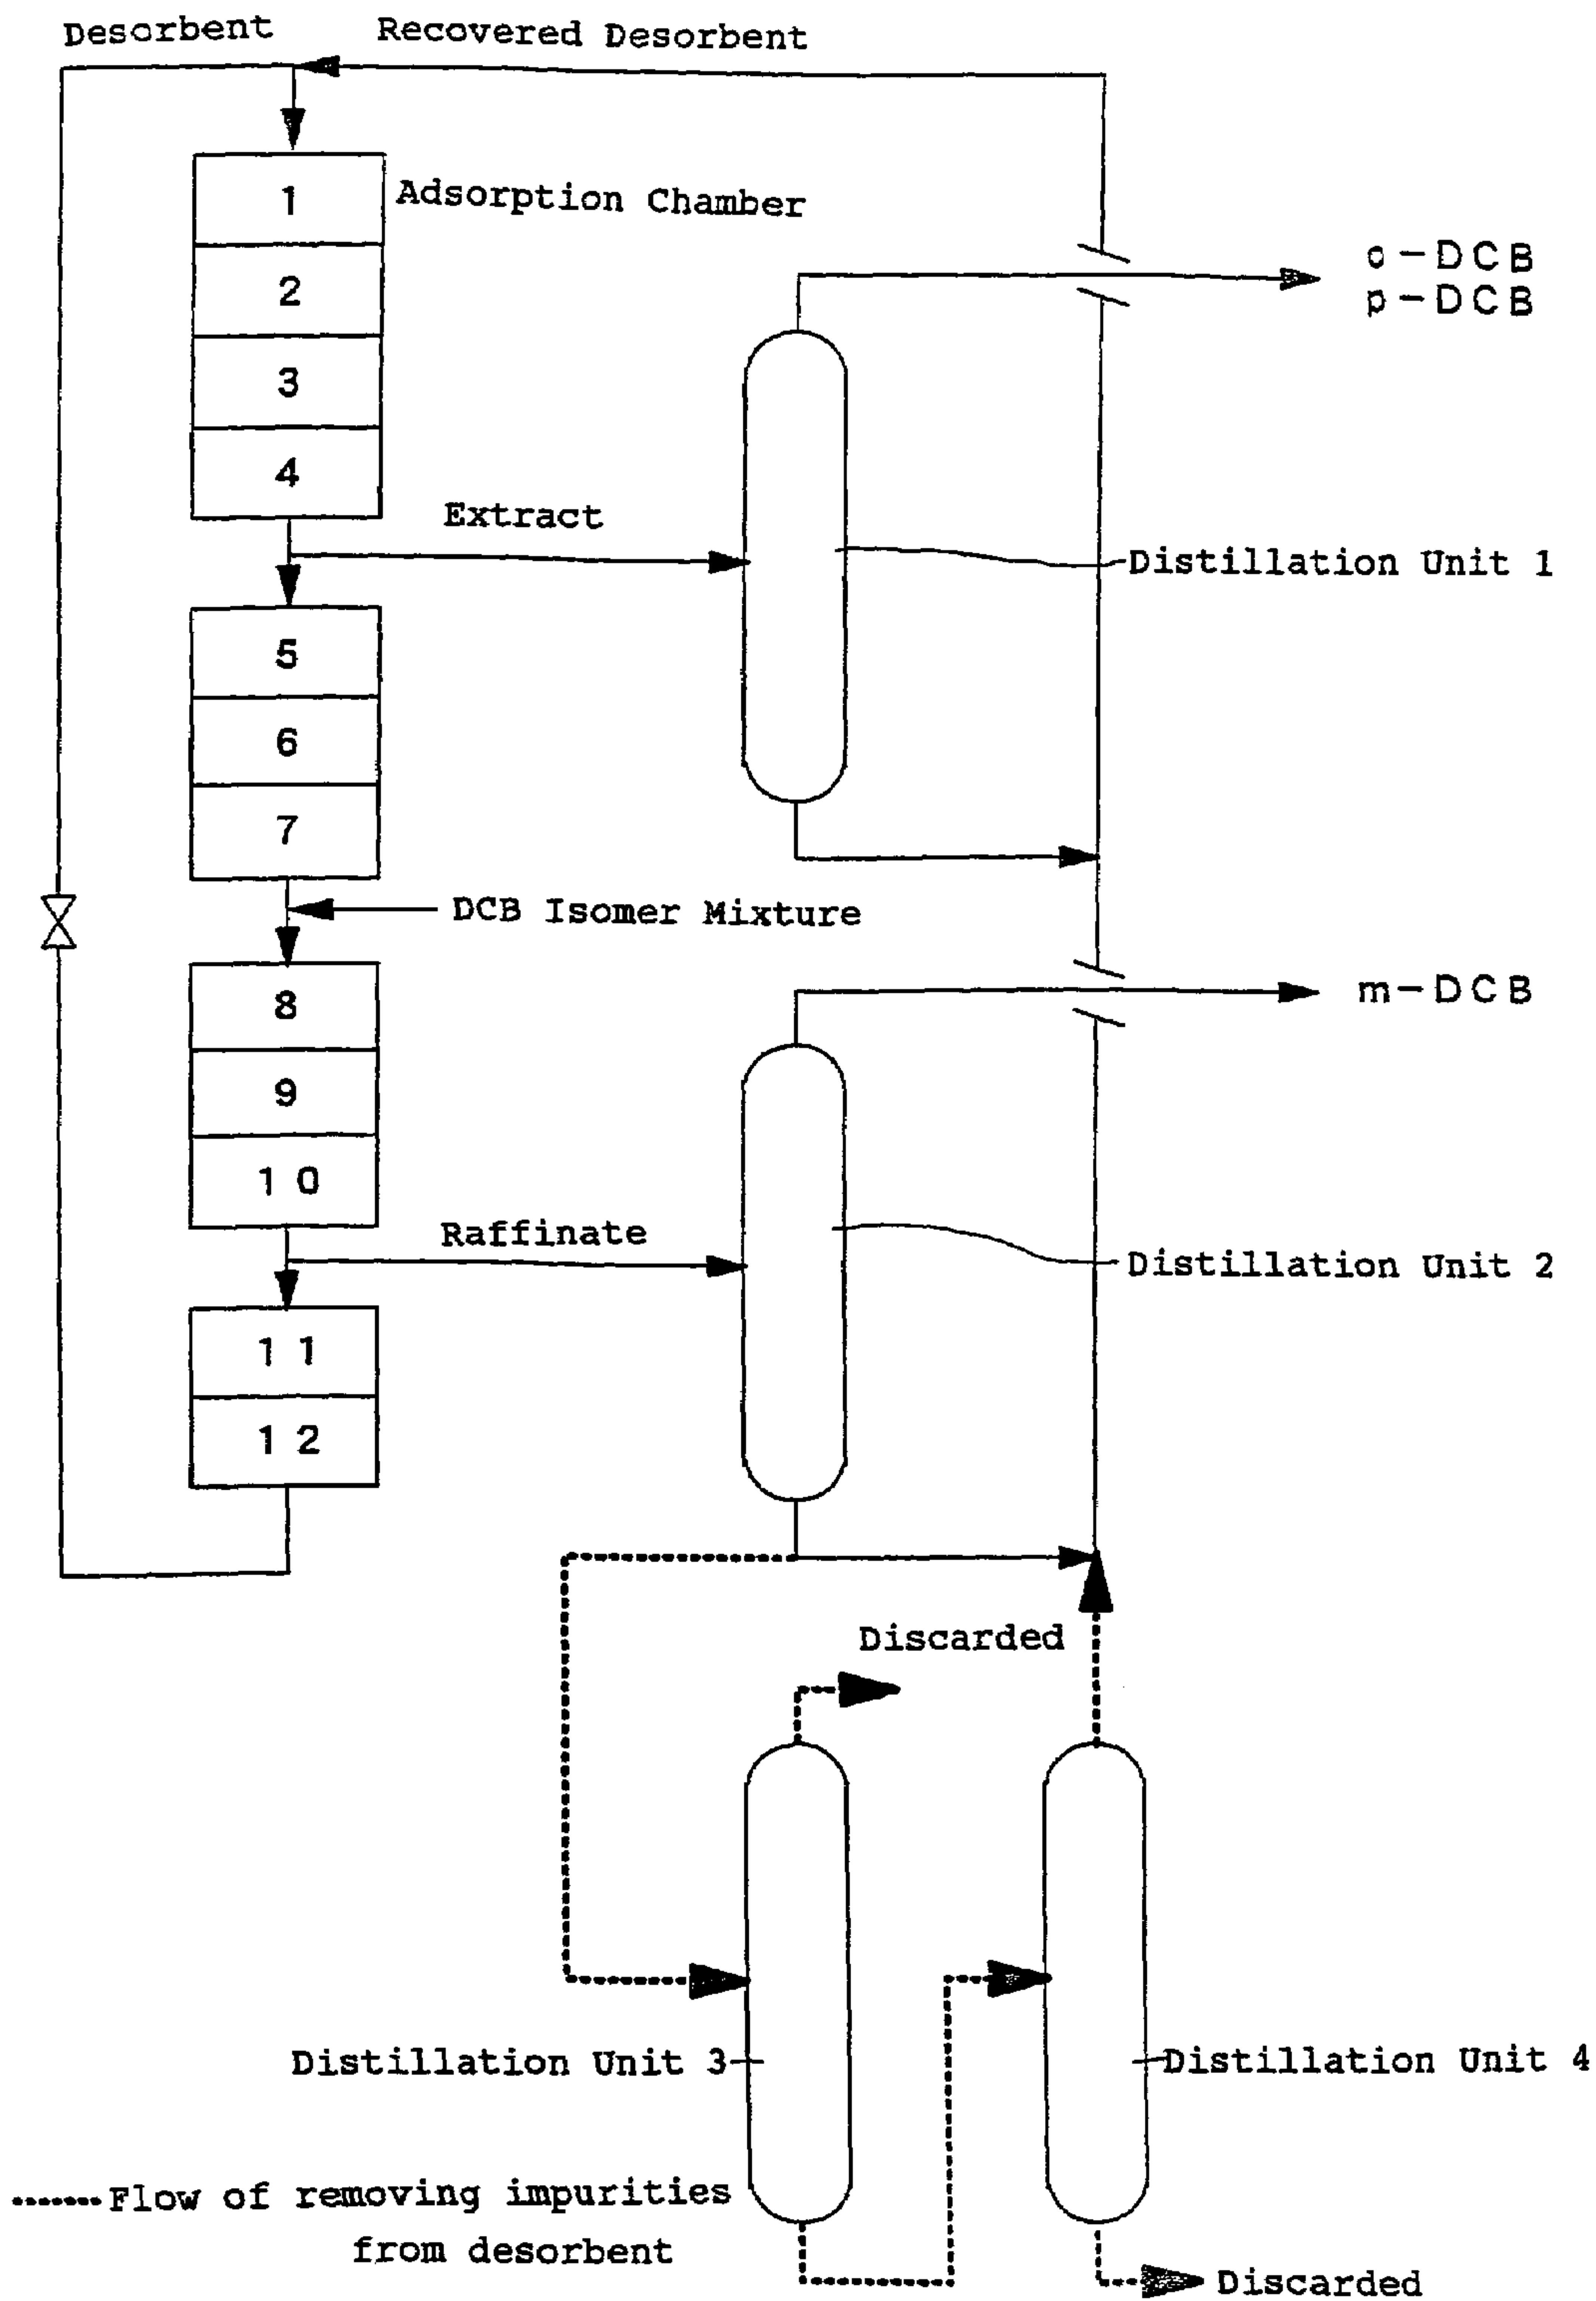 Desorbent Recovered Desorbent
1 Adsorption Chamber
2
o-DCB
p-DCB
3
4
Extract
Distillation Unit 1
5
6
7
DCB Isomer Mixture
m-DCB
8
9
10
Raffinate
Distillation Unit 2
11
12
Discarded
Distillation Unit 3
Distillation Unit 4
Flow of removing impurities
from desorbent
Discarded